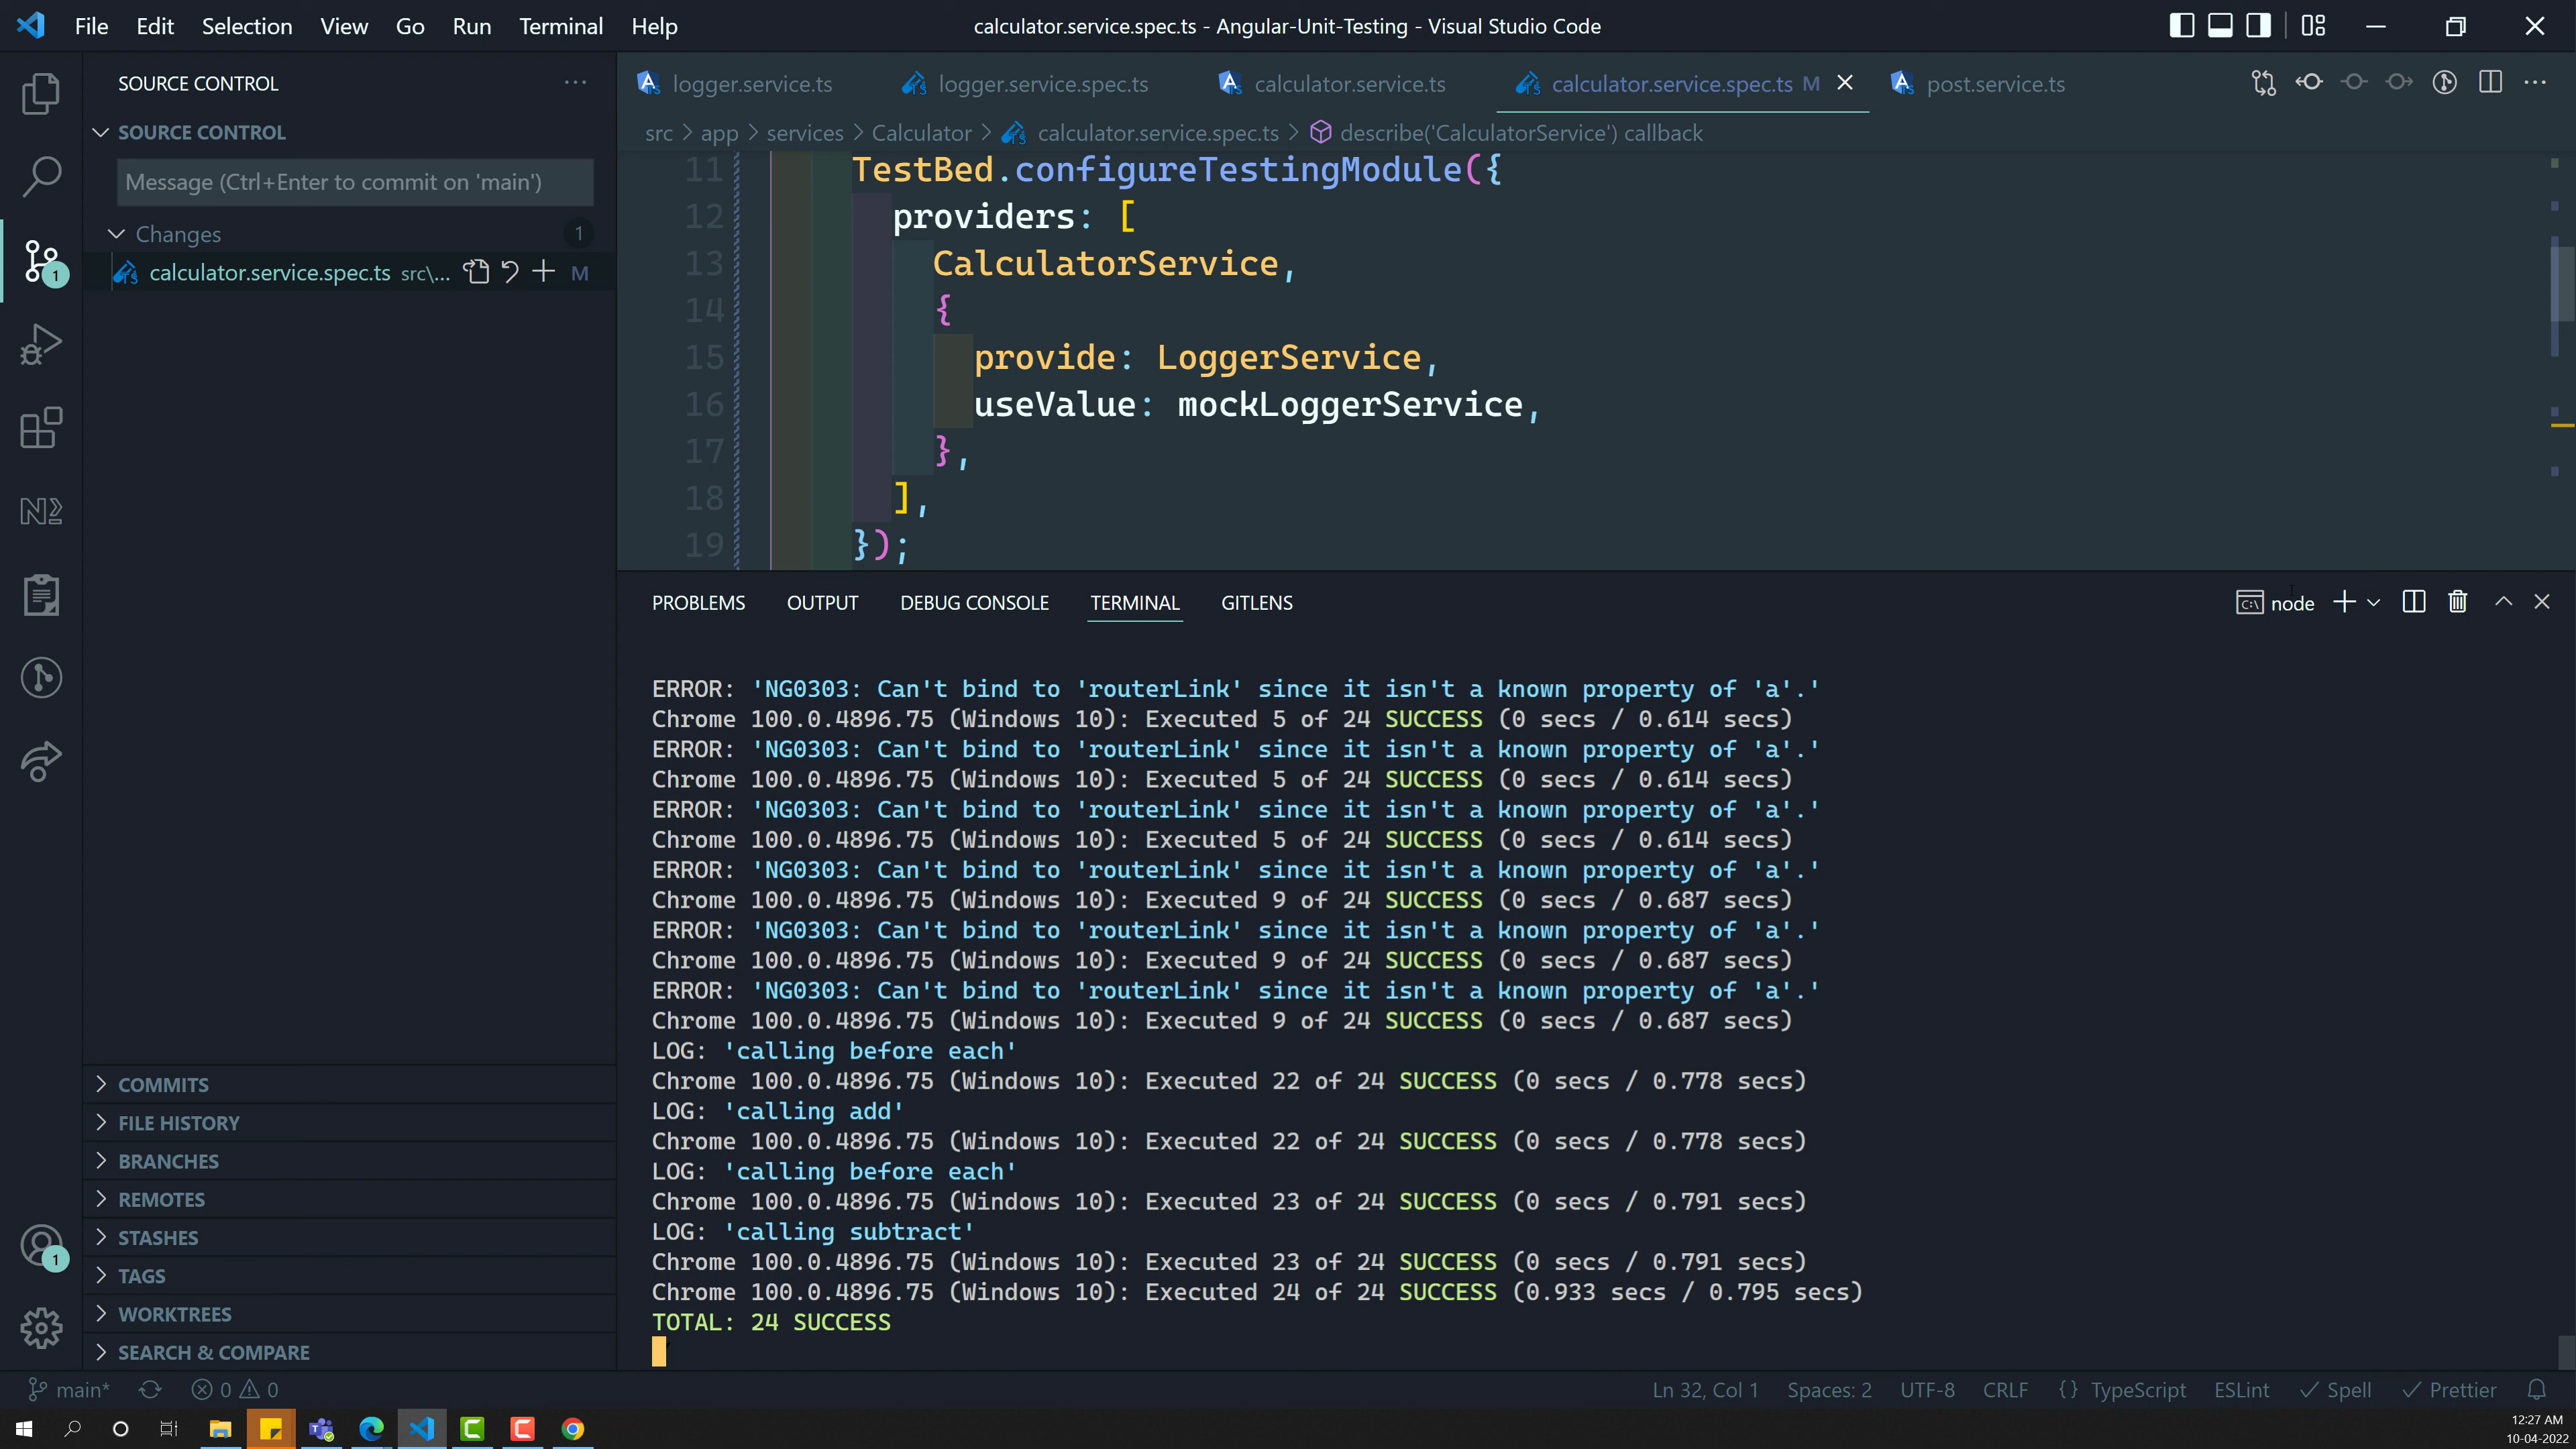 File Edit Selection View Go Run Terminal Help
calculator.service.spec.ts - Angular-Unit-Testing - Visual Studio Code
SOURCE CONTROL
SOURCE CONTROL
Message (Ctrl+Enter to commit on 'main')
Changes 1
calculator.service.spec.ts src\... M
1
COMMITS
FILE HISTORY
BRANCHES
REMOTES
STASHES
TAGS
WORKTREES
SEARCH & COMPARE
1
logger.service.ts logger.service.spec.ts calculator.service.ts calculator.service.spec.ts M post.service.ts
src > app > services > Calculator > calculator.service.spec.ts > describe('CalculatorService') callback
11 TestBed.configureTestingModule({
12 providers: [
13 CalculatorService,
14 {
15 provide: LoggerService,
16 useValue: mockLoggerService,
17 },
18 ],
19 });
PROBLEMS OUTPUT DEBUG CONSOLE TERMINAL GITLENS
node
ERROR: 'NG0303: Can't bind to 'routerLink' since it isn't a known property of 'a'.'
Chrome 100.0.4896.75 (Windows 10): Executed 5 of 24 SUCCESS (0 secs / 0.614 secs)
ERROR: 'NG0303: Can't bind to 'routerLink' since it isn't a known property of 'a'.'
Chrome 100.0.4896.75 (Windows 10): Executed 5 of 24 SUCCESS (0 secs / 0.614 secs)
ERROR: 'NG0303: Can't bind to 'routerLink' since it isn't a known property of 'a'.'
Chrome 100.0.4896.75 (Windows 10): Executed 5 of 24 SUCCESS (0 secs / 0.614 secs)
ERROR: 'NG0303: Can't bind to 'routerLink' since it isn't a known property of 'a'.'
Chrome 100.0.4896.75 (Windows 10): Executed 9 of 24 SUCCESS (0 secs / 0.687 secs)
ERROR: 'NG0303: Can't bind to 'routerLink' since it isn't a known property of 'a'.'
Chrome 100.0.4896.75 (Windows 10): Executed 9 of 24 SUCCESS (0 secs / 0.687 secs)
ERROR: 'NG0303: Can't bind to 'routerLink' since it isn't a known property of 'a'.'
Chrome 100.0.4896.75 (Windows 10): Executed 9 of 24 SUCCESS (0 secs / 0.687 secs)
LOG: 'calling before each'
Chrome 100.0.4896.75 (Windows 10): Executed 22 of 24 SUCCESS (0 secs / 0.778 secs)
LOG: 'calling add'
Chrome 100.0.4896.75 (Windows 10): Executed 22 of 24 SUCCESS (0 secs / 0.778 secs)
LOG: 'calling before each'
Chrome 100.0.4896.75 (Windows 10): Executed 23 of 24 SUCCESS (0 secs / 0.791 secs)
LOG: 'calling subtract'
Chrome 100.0.4896.75 (Windows 10): Executed 23 of 24 SUCCESS (0 secs / 0.791 secs)
Chrome 100.0.4896.75 (Windows 10): Executed 24 of 24 SUCCESS (0.933 secs / 0.795 secs)
TOTAL: 24 SUCCESS
main* 0 0 Ln 32, Col 1 Spaces: 2 UTF-8 CRLF {} TypeScript ESLint Spell Prettier
12:27 AM
10-04-2022